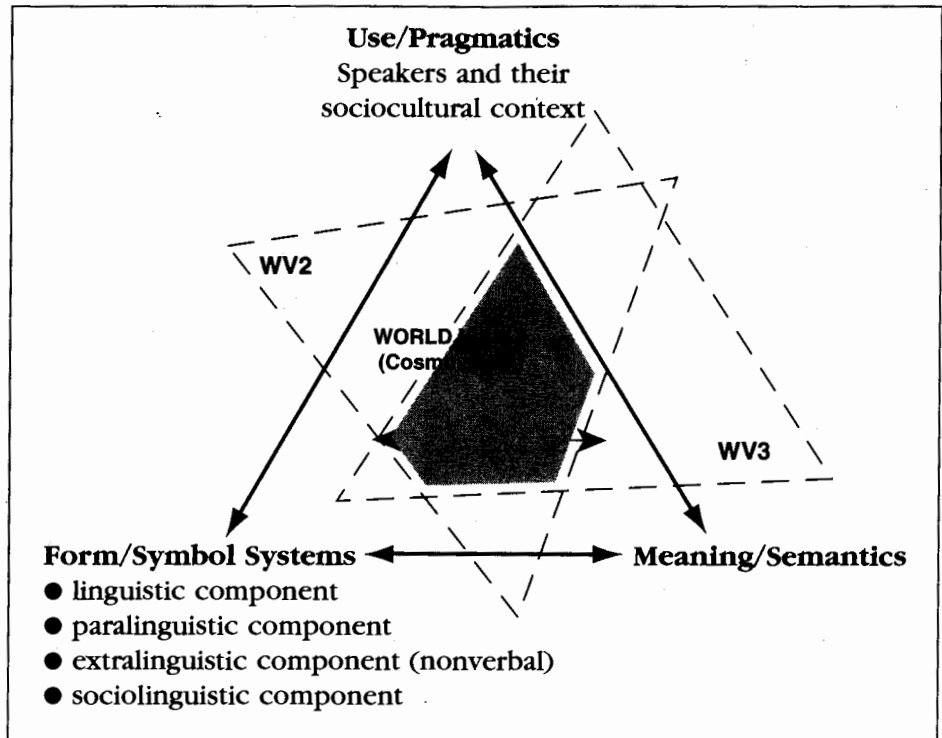 Use/Pragmatics
Speakers and their
sociocultural context
WV2
WORLD
WV3
Form/Symbol Systems
Meaning/Semantics
● linguistic component
● paralinguistic component
● extralinguistic component (nonverbal)
● sociolinguistic component